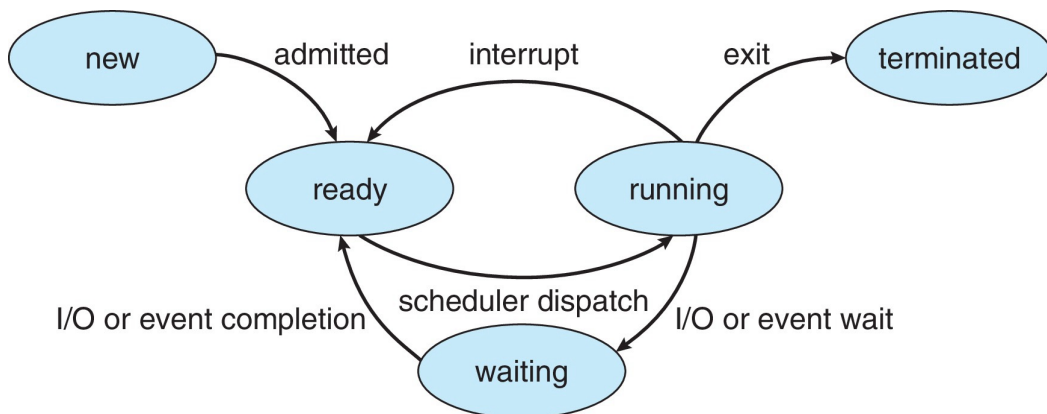 new
admitted
interrupt
exit
terminated
ready
running
scheduler dispatch
I/O or event completion
I/O or event wait
waiting